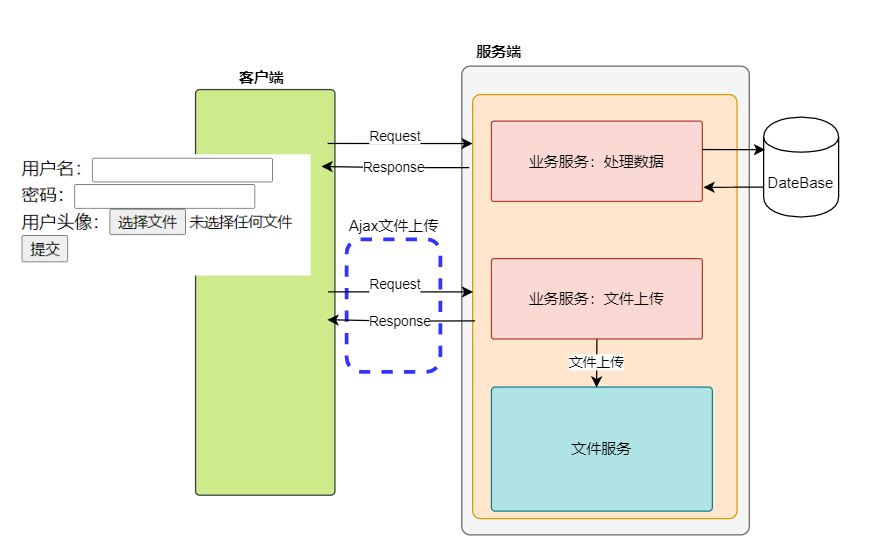 服务端
客户端
Request
Response
业务服务：处理数据
DateBase
用户名：
密码：
用户头像：选择文件 未选择任何文件
提交
Ajax文件上传
Request
Response
业务服务：文件上传
文件上传
文件服务